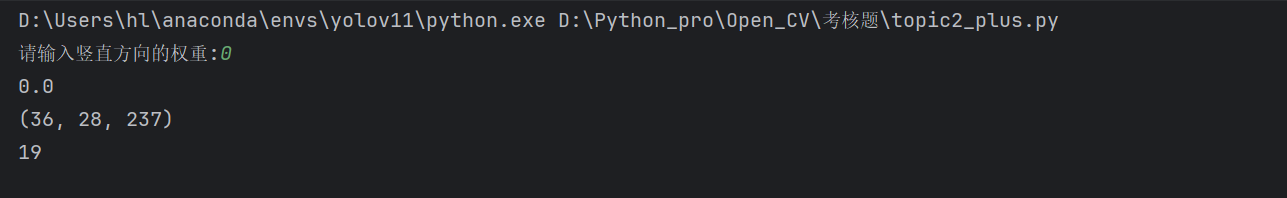 D:\Users\hl\anaconda\envs\yolov11\python.exe D:\Python_pro\Open_CV\考核题\topic2_plus.py
请输入竖直方向的权重:0
0.0
(36, 28, 237)
19